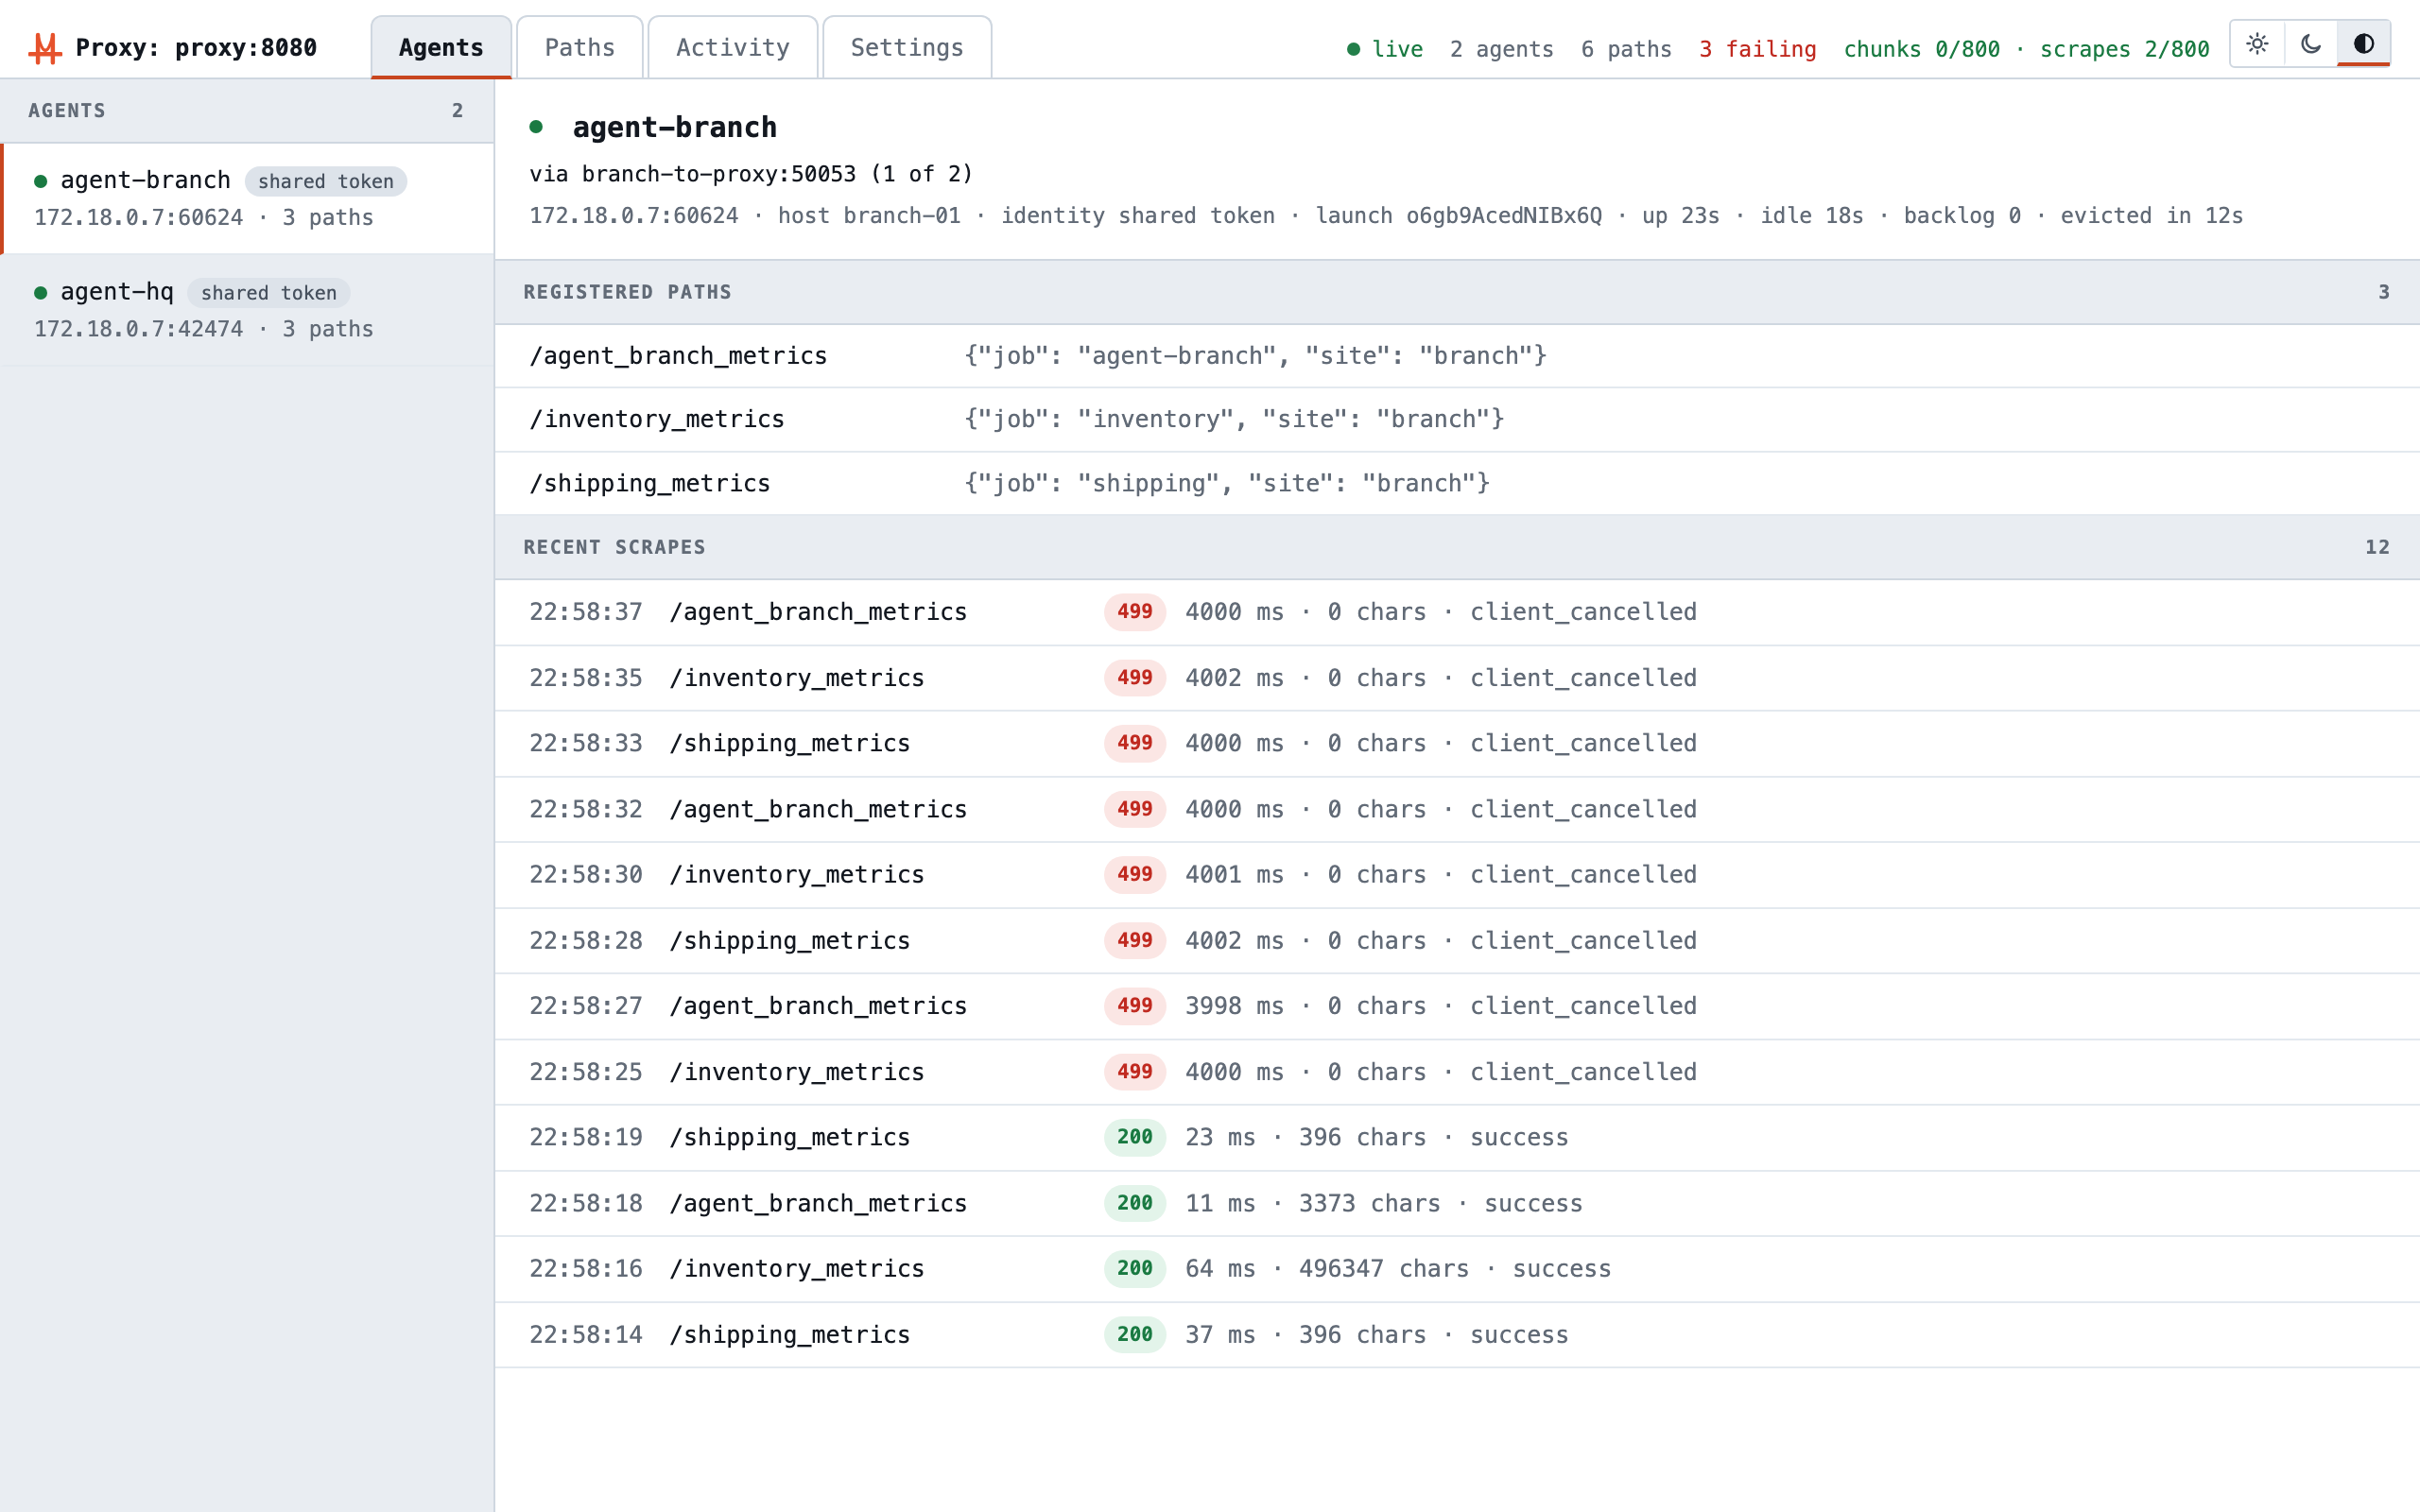 Proxy: proxy:8080 Agents Paths Activity Settings live 2 agents 6 paths 3 failing chunks 0/800 · scrapes 2/800
AGENTS 2
agent-branch shared token
172.18.0.7:60624 · 3 paths
agent-hq shared token
172.18.0.7:42474 · 3 paths
agent-branch
via branch-to-proxy:50053 (1 of 2)
172.18.0.7:60624 · host branch-01 · identity shared token · launch o6gb9AcedNIBx6Q · up 23s · idle 18s · backlog 0 · evicted in 12s
REGISTERED PATHS 3
/agent_branch_metrics {"job": "agent-branch", "site": "branch"}
/inventory_metrics {"job": "inventory", "site": "branch"}
/shipping_metrics {"job": "shipping", "site": "branch"}
RECENT SCRAPES 12
22:58:37 /agent_branch_metrics 499 4000 ms · 0 chars · client_cancelled
22:58:35 /inventory_metrics 499 4002 ms · 0 chars · client_cancelled
22:58:33 /shipping_metrics 499 4000 ms · 0 chars · client_cancelled
22:58:32 /agent_branch_metrics 499 4000 ms · 0 chars · client_cancelled
22:58:30 /inventory_metrics 499 4001 ms · 0 chars · client_cancelled
22:58:28 /shipping_metrics 499 4002 ms · 0 chars · client_cancelled
22:58:27 /agent_branch_metrics 499 3998 ms · 0 chars · client_cancelled
22:58:25 /inventory_metrics 499 4000 ms · 0 chars · client_cancelled
22:58:19 /shipping_metrics 200 23 ms · 396 chars · success
22:58:18 /agent_branch_metrics 200 11 ms · 3373 chars · success
22:58:16 /inventory_metrics 200 64 ms · 496347 chars · success
22:58:14 /shipping_metrics 200 37 ms · 396 chars · success